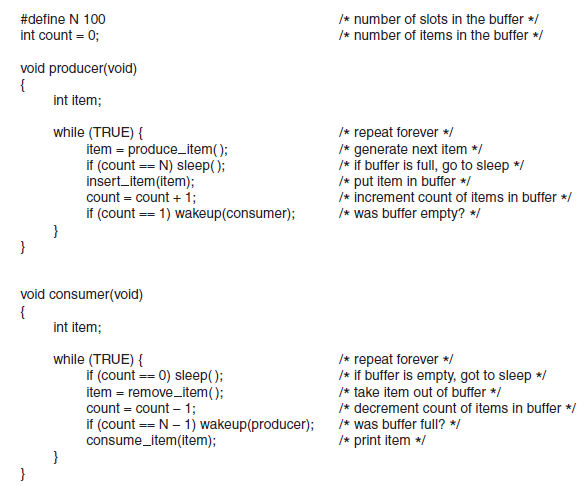 #define N 100 /* number of slots in the buffer */
int count = 0; /* number of items in the buffer */
void producer(void)
{
int item;
while (TRUE) { /* repeat forever */
item = produce_item( ); /* generate next item */
if (count == N) sleep( ); /* if buffer is full, go to sleep */
insert_item(item); /* put item in buffer */
count = count + 1; /* increment count of items in buffer */
if (count == 1) wakeup(consumer); /* was buffer empty? */
}
}
void consumer(void)
{
int item;
while (TRUE) { /* repeat forever */
if (count == 0) sleep( ); /* if buffer is empty, got to sleep */
item = remove_item( ); /* take item out of buffer */
count = count – 1; /* decrement count of items in buffer */
if (count == N – 1) wakeup(producer); /* was buffer full? */
consume_item(item); /* print item */
}
}